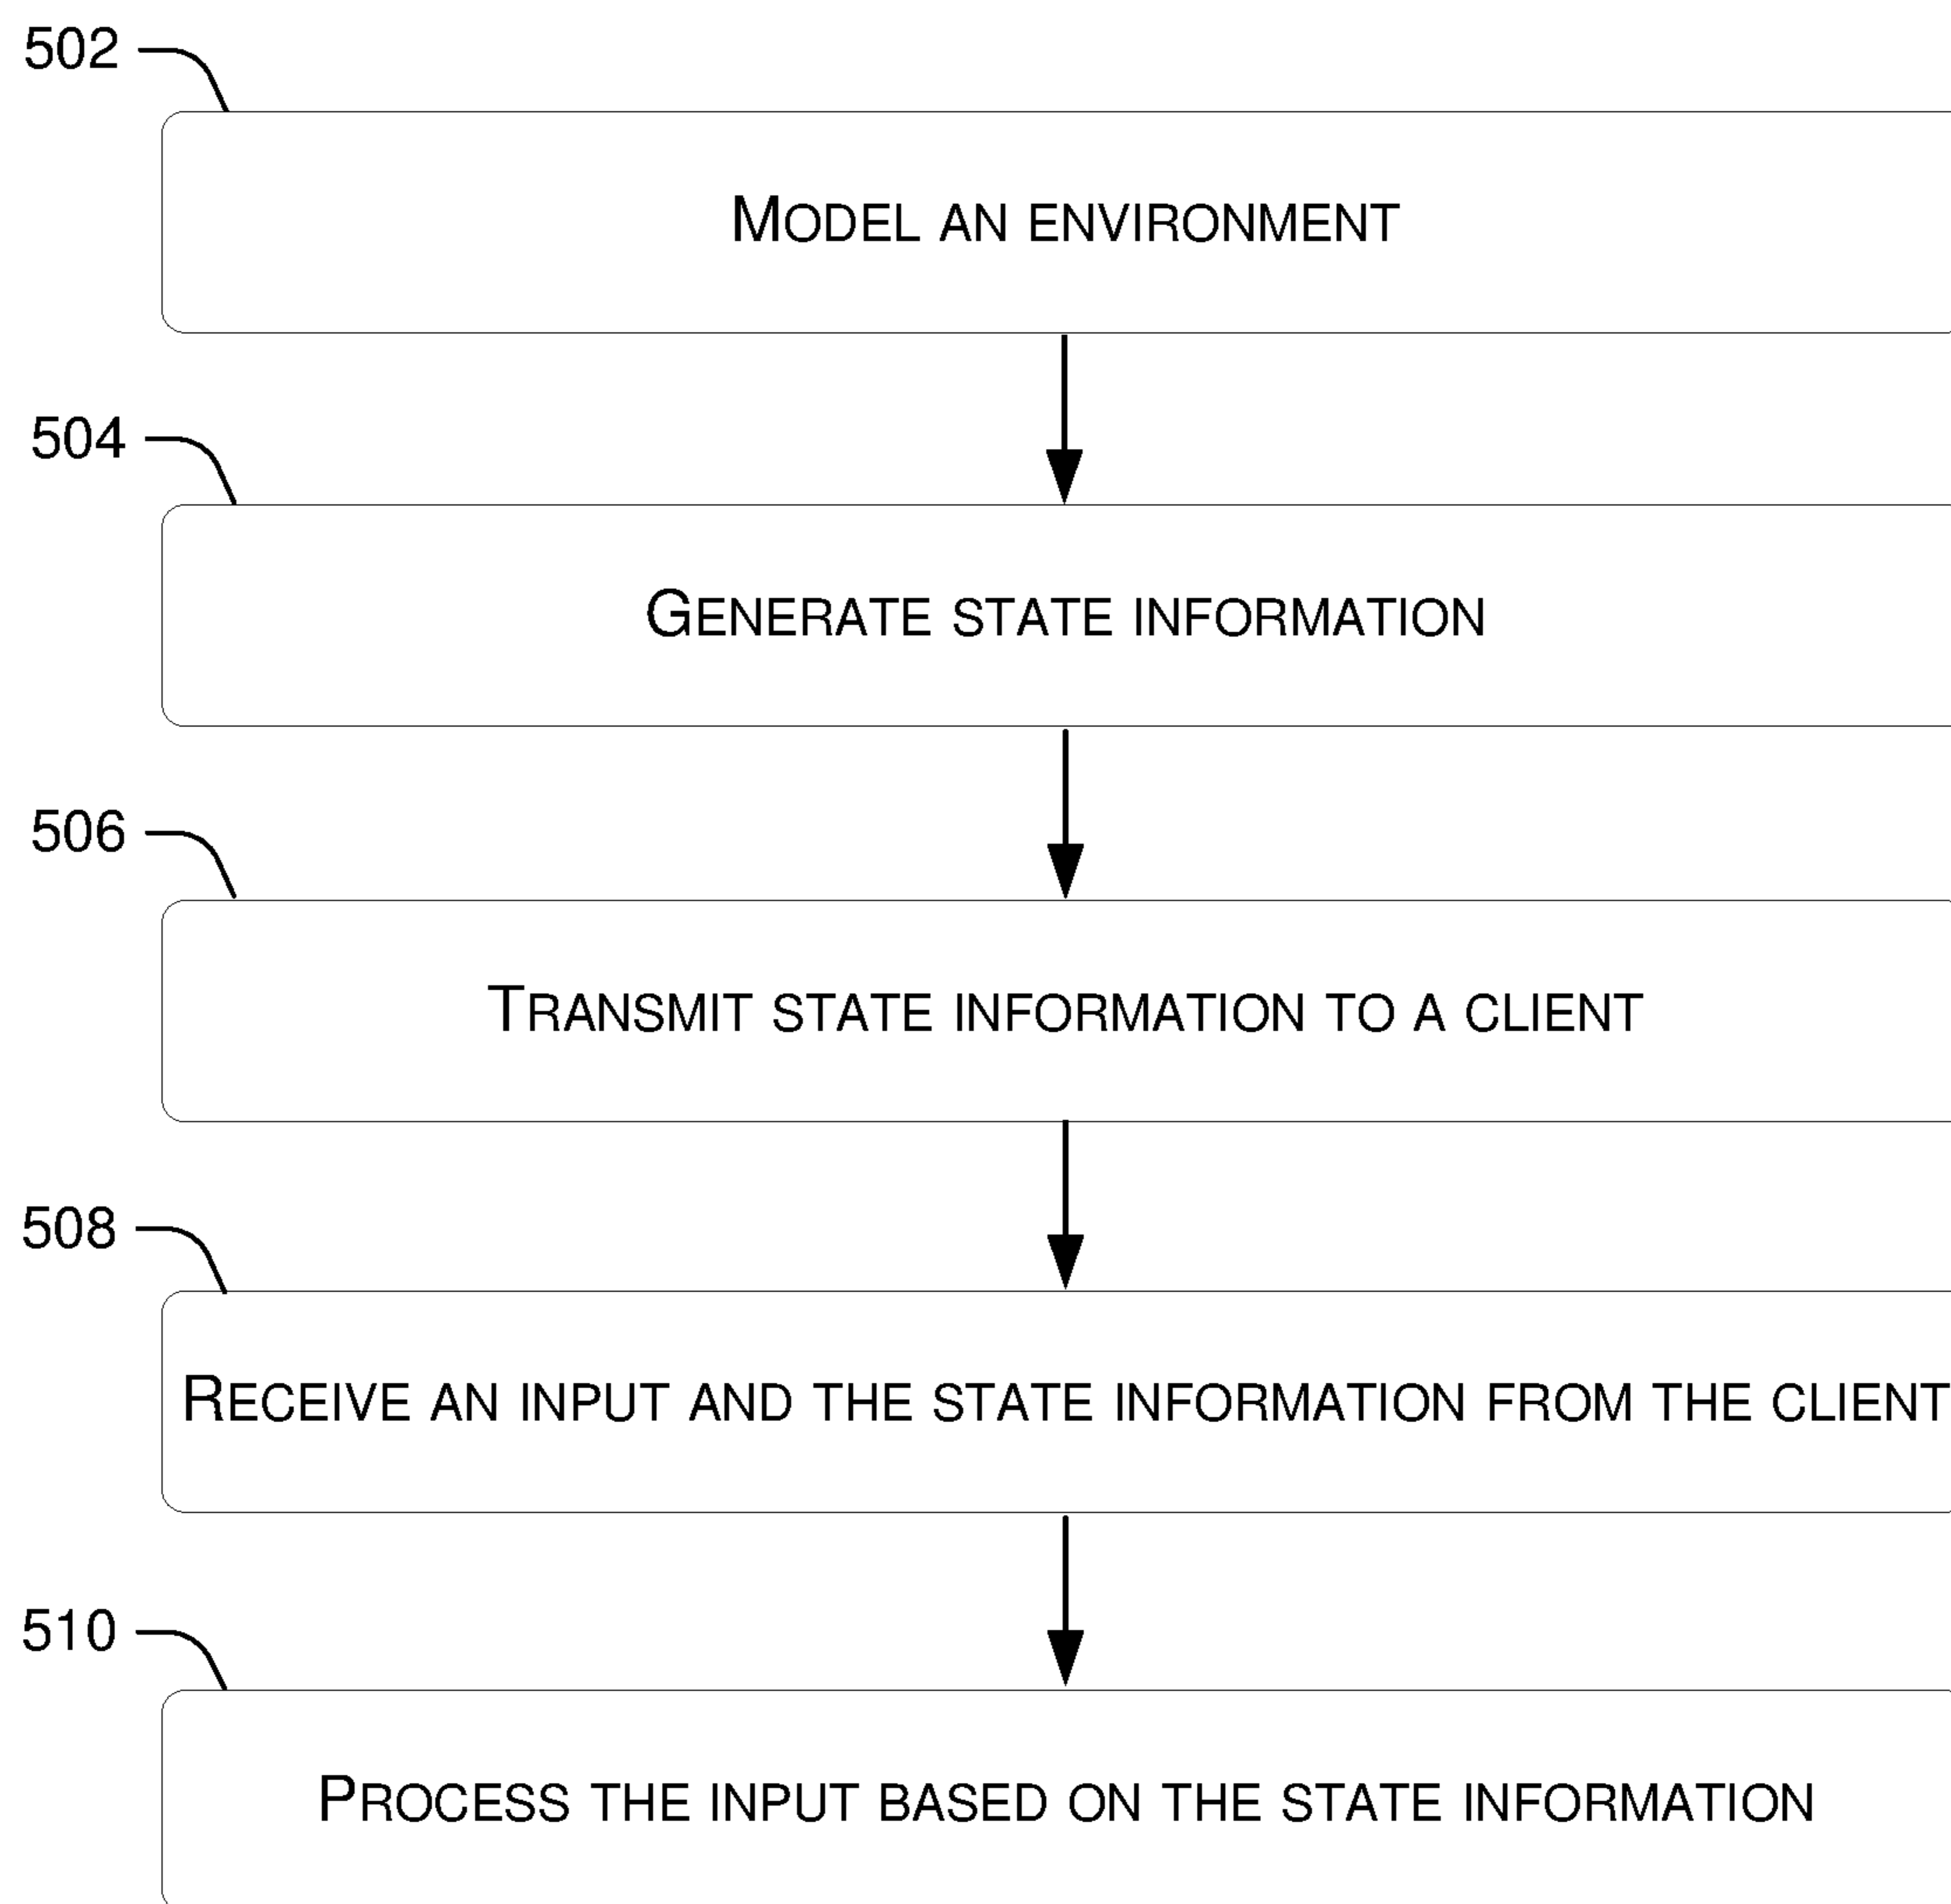 502
MODEL AN ENVIRONMENT
504
GENERATE STATE INFORMATION
506
TRANSMIT STATE INFORMATION TO A CLIENT
508
RECEIVE AN INPUT AND THE STATE INFORMATION FROM THE CLIENT
510
PROCESS THE INPUT BASED ON THE STATE INFORMATION